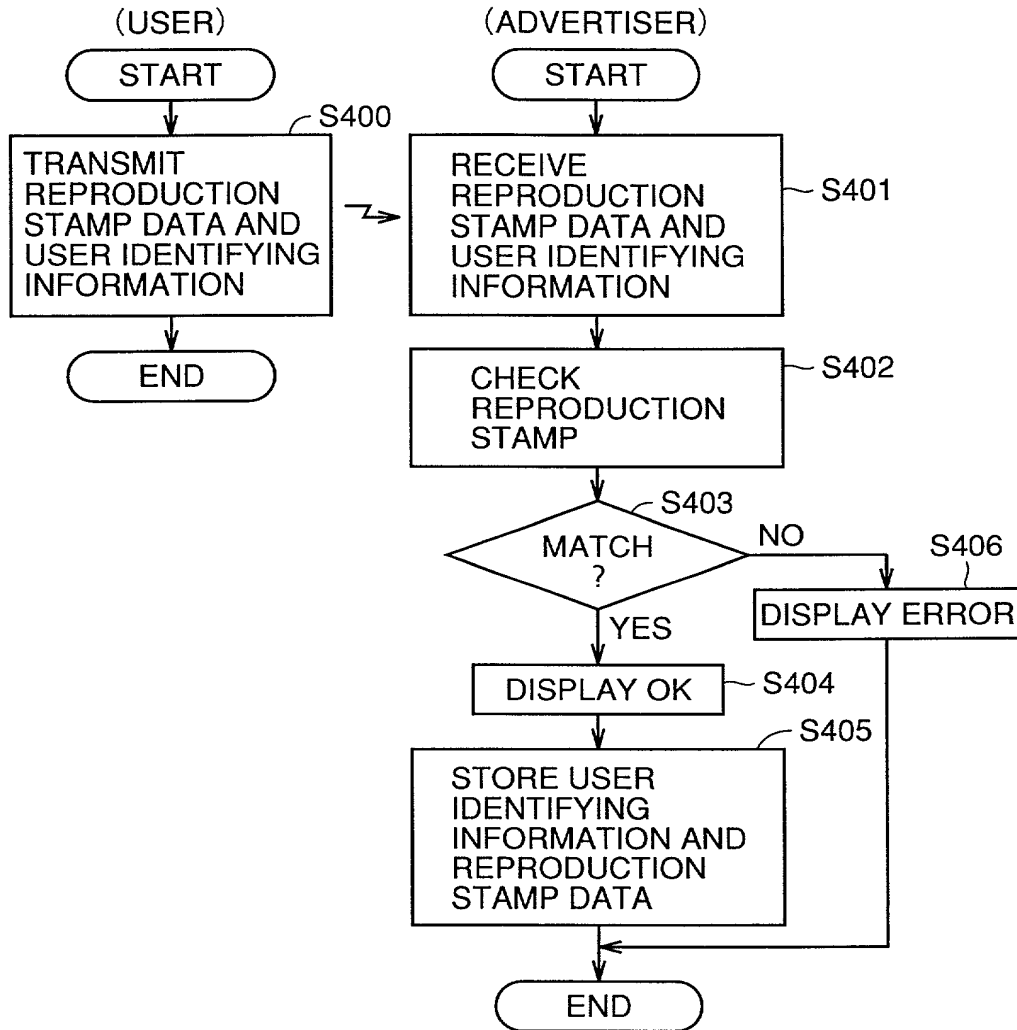 (USER)
START
S400
TRANSMIT
REPRODUCTION
STAMP DATA AND
USER IDENTIFYING
INFORMATION
END
(ADVERTISER)
START
RECEIVE
REPRODUCTION
STAMP DATA AND
USER IDENTIFYING
INFORMATION
S401
CHECK
REPRODUCTION
STAMP
S402
S403
MATCH
?
NO
YES
S406
DISPLAY ERROR
DISPLAY OK
S404
S405
STORE USER
IDENTIFYING
INFORMATION AND
REPRODUCTION
STAMP DATA
END